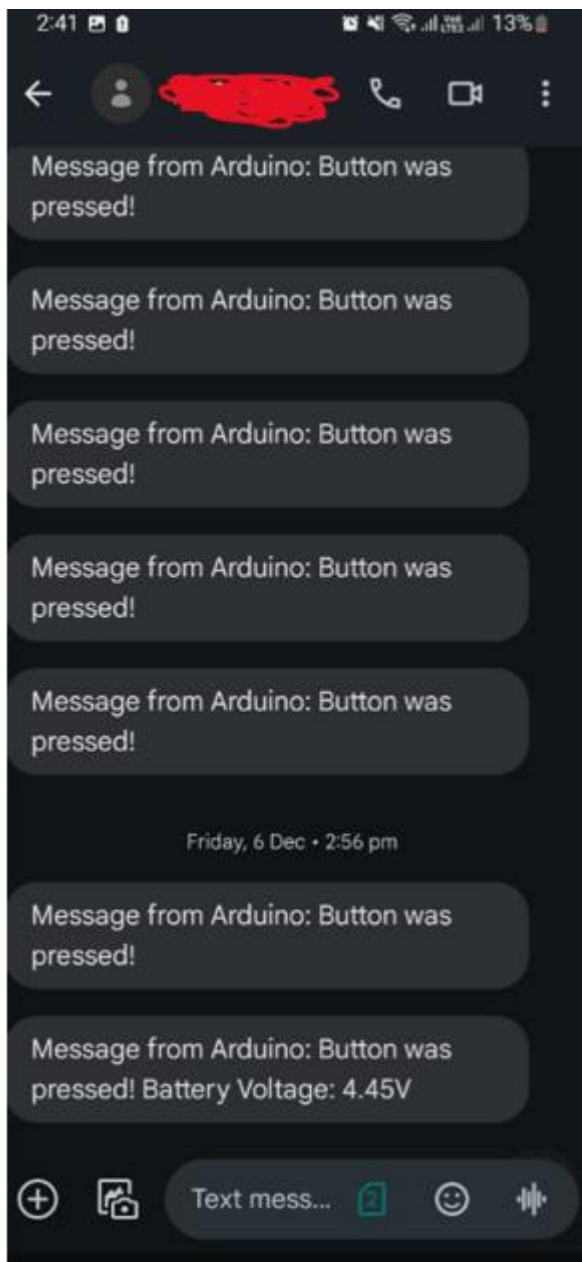 2:41 13%
Message from Arduino: Button was
pressed!
Message from Arduino: Button was
pressed!
Message from Arduino: Button was
pressed!
Message from Arduino: Button was
pressed!
Message from Arduino: Button was
pressed!
Friday, 6 Dec • 2:56 pm
Message from Arduino: Button was
pressed!
Message from Arduino: Button was
pressed! Battery Voltage: 4.45V
Text mess... 2